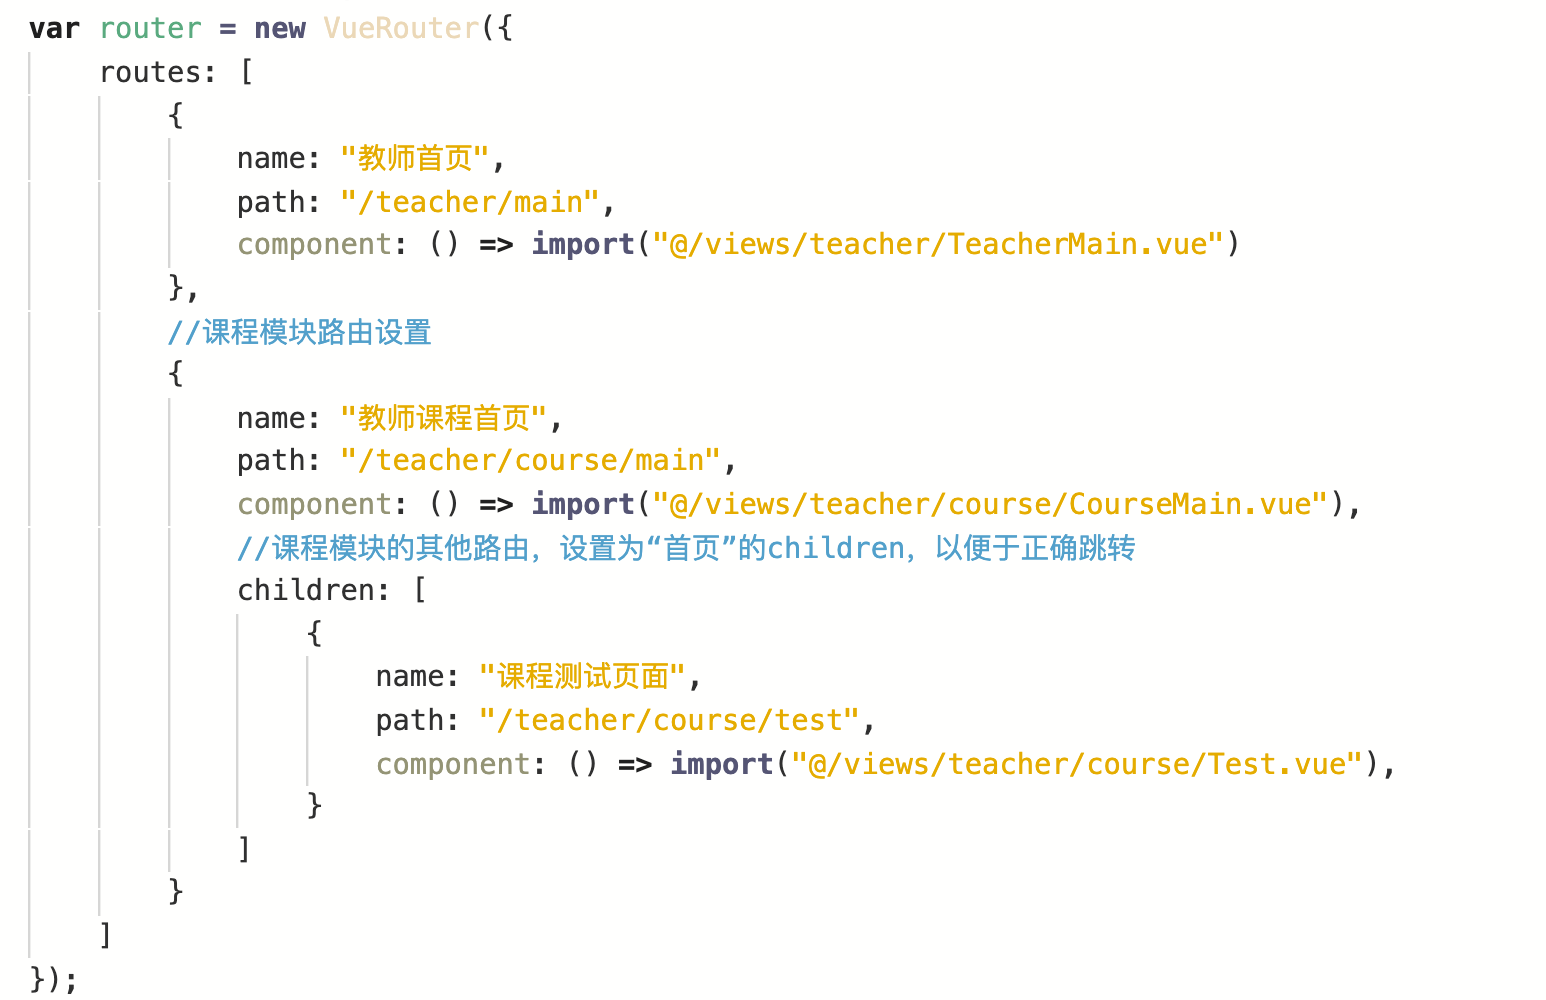 var router = new VueRouter({
    routes: [
        {
            name: "教师首页",
            path: "/teacher/main",
            component: () => import("@/views/teacher/TeacherMain.vue")
        },
        //课程模块路由设置
        {
            name: "教师课程首页",
            path: "/teacher/course/main",
            component: () => import("@/views/teacher/course/CourseMain.vue"),
            //课程模块的其他路由，设置为“首页”的children，以便于正确跳转
            children: [
                {
                    name: "课程测试页面",
                    path: "/teacher/course/test",
                    component: () => import("@/views/teacher/course/Test.vue"),
                }
            ]
        }
    ]
});